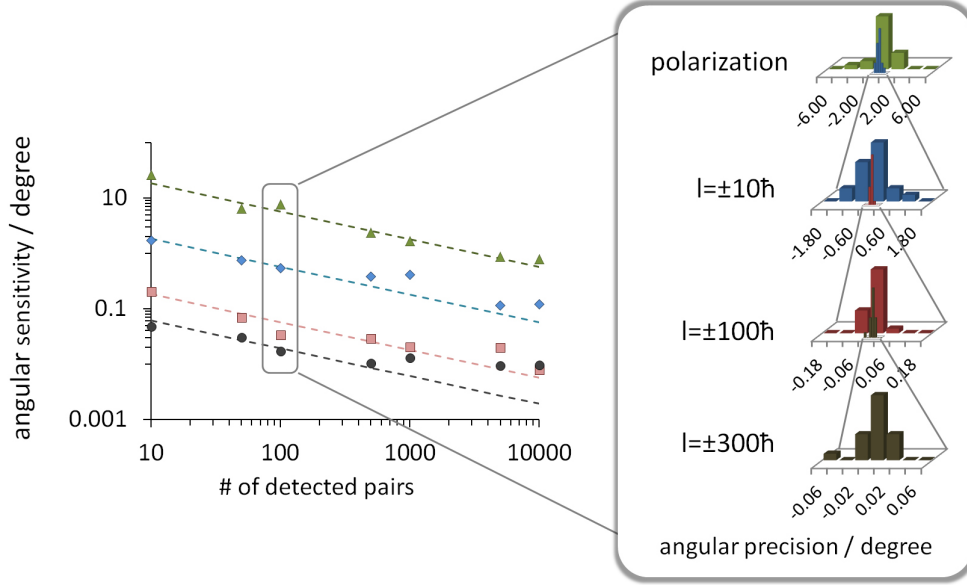 angular sensitivity / degree
10
0.1
0.001
10
100
1000
10000
# of detected pairs
polarization
-6.00 -2.00 2.00 6.00
l=±10ħ
-1.80 -0.60 0.60 1.80
l=±100ħ
-0.18 -0.06 0.06 0.18
l=±300ħ
-0.06 -0.02 0.02 0.06
angular precision / degree